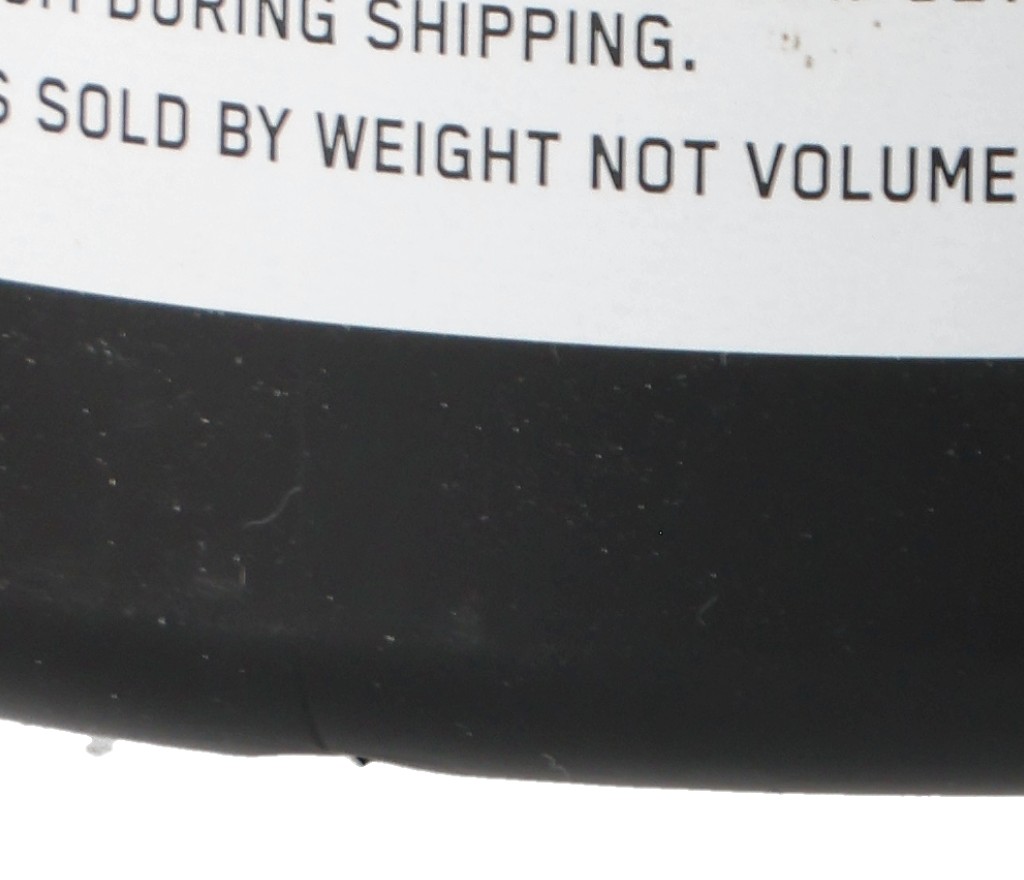 DURING SHIPPING.
SOLD BY WEIGHT NOT VOLUME